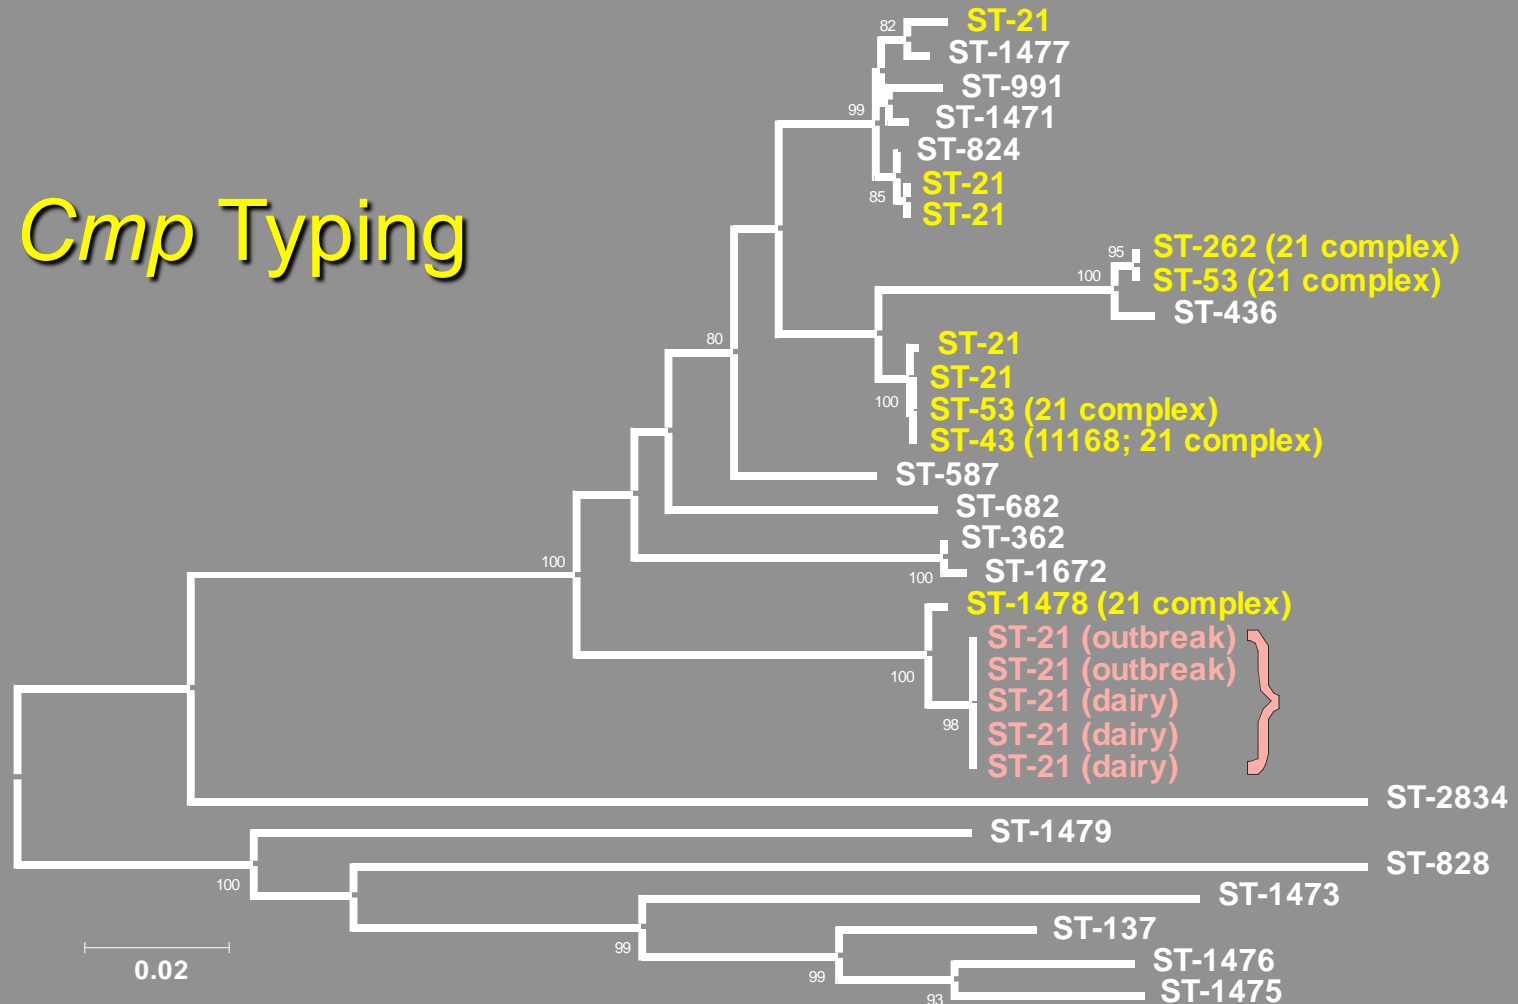 82
ST-21
ST-1477
ST-991
99
ST-1471
ST-824
85
ST-21
ST-21
Cmp Typing
95
ST-262 (21 complex)
100
ST-53 (21 complex)
ST-436
80
ST-21
ST-21
100
ST-53 (21 complex)
ST-43 (11168; 21 complex)
ST-587
ST-682
ST-362
100
100
ST-1672
ST-1478 (21 complex)
ST-21 (outbreak)
ST-21 (outbreak)
100
ST-21 (dairy)
98
ST-21 (dairy)
ST-21 (dairy)
ST-2834
ST-1479
ST-828
100
ST-1473
ST-137
99
0.02
ST-1476
99
ST-1475
93